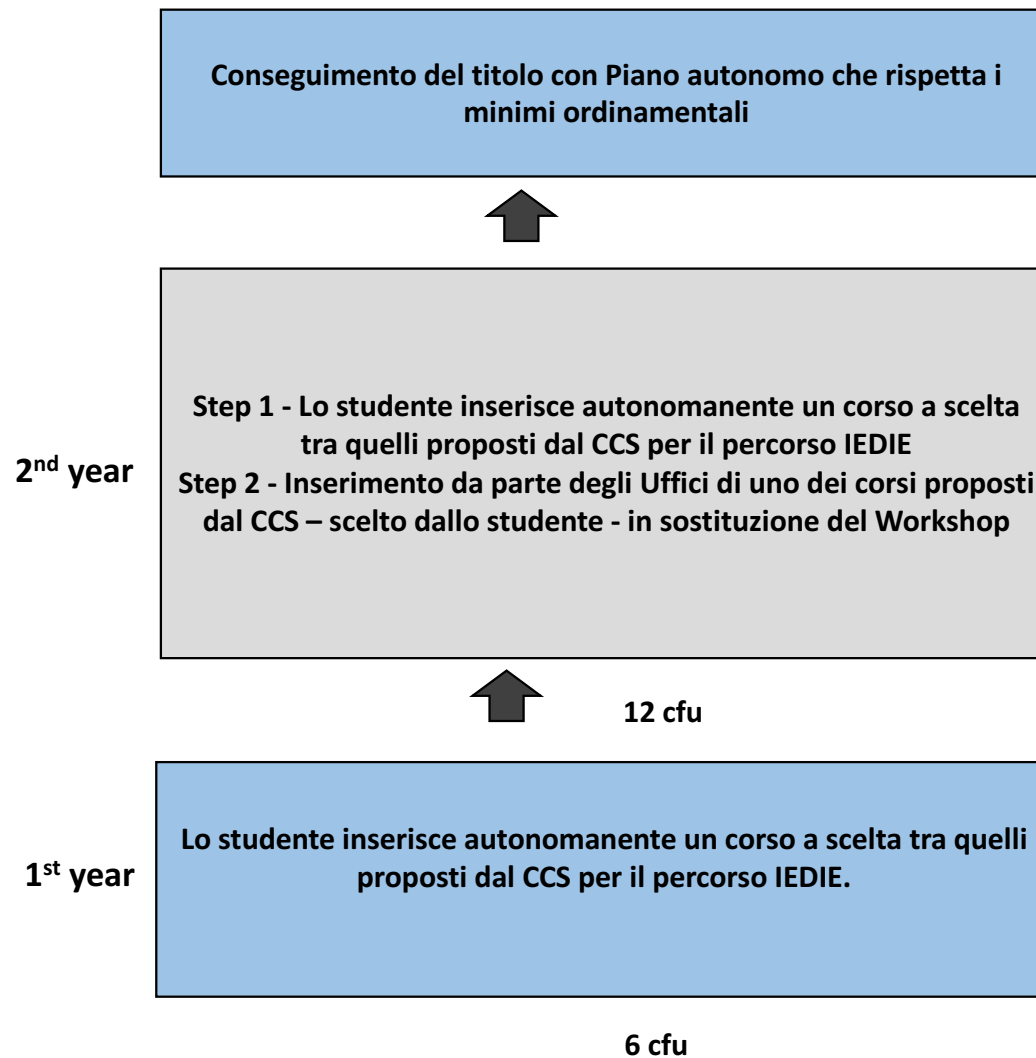 Conseguimento del titolo con Piano autonomo che rispetta i
minimi ordinamentali
2nd year
Step 1 - Lo studente inserisce autonomanente un corso a scelta
tra quelli proposti dal CCS per il percorso IEDIE
Step 2 - Inserimento da parte degli Uffici di uno dei corsi proposti
dal CCS – scelto dallo studente - in sostituzione del Workshop
12 cfu
1st year
Lo studente inserisce autonomanente un corso a scelta tra quelli
proposti dal CCS per il percorso IEDIE.
6 cfu